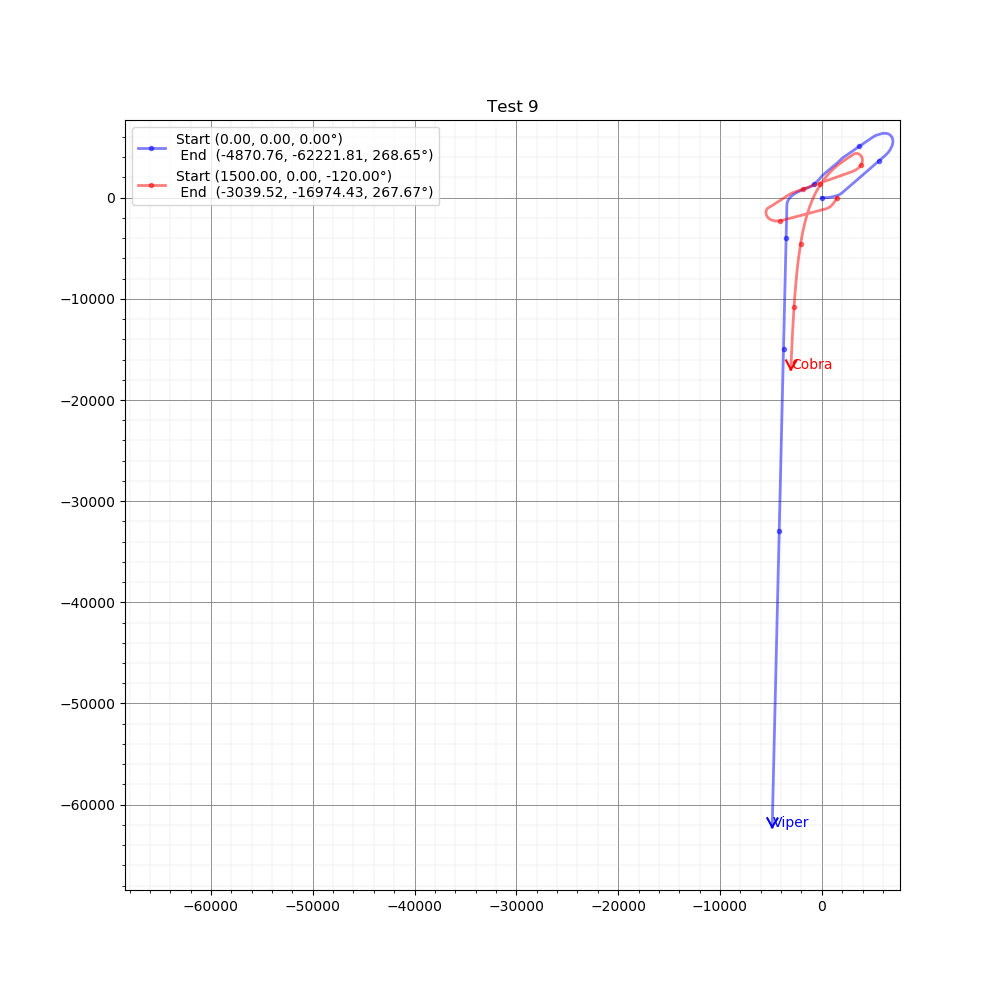 Test 9
Start (0.00, 0.00, 0.00°)
End (-4870.76, -62221.81, 268.65°)
Start (1500.00, 0.00, -120.00°)
End (-3039.52, -16974.43, 267.67°)
0
−10000
Cobra
−20000
−30000
−40000
−50000
−60000
Viper
−60000 −50000 −40000 −30000 −20000 −10000 0